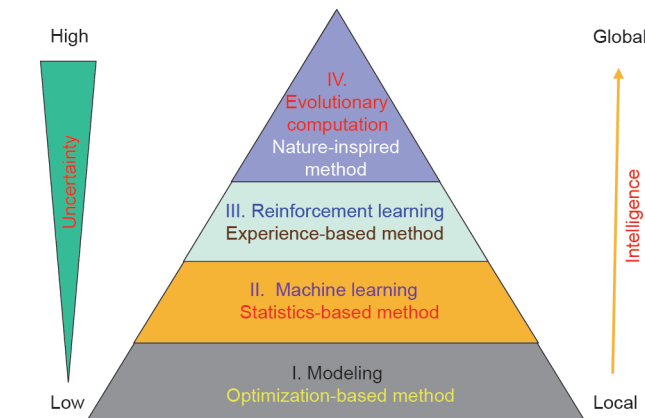 High
Global
IV.
Evolutionary
computation
Nature-inspired
method
Uncertainty
III. Reinforcement learning
Experience-based method
Intelligence
II. Machine learning
Statistics-based method
I. Modeling
Optimization-based method
Low
Local